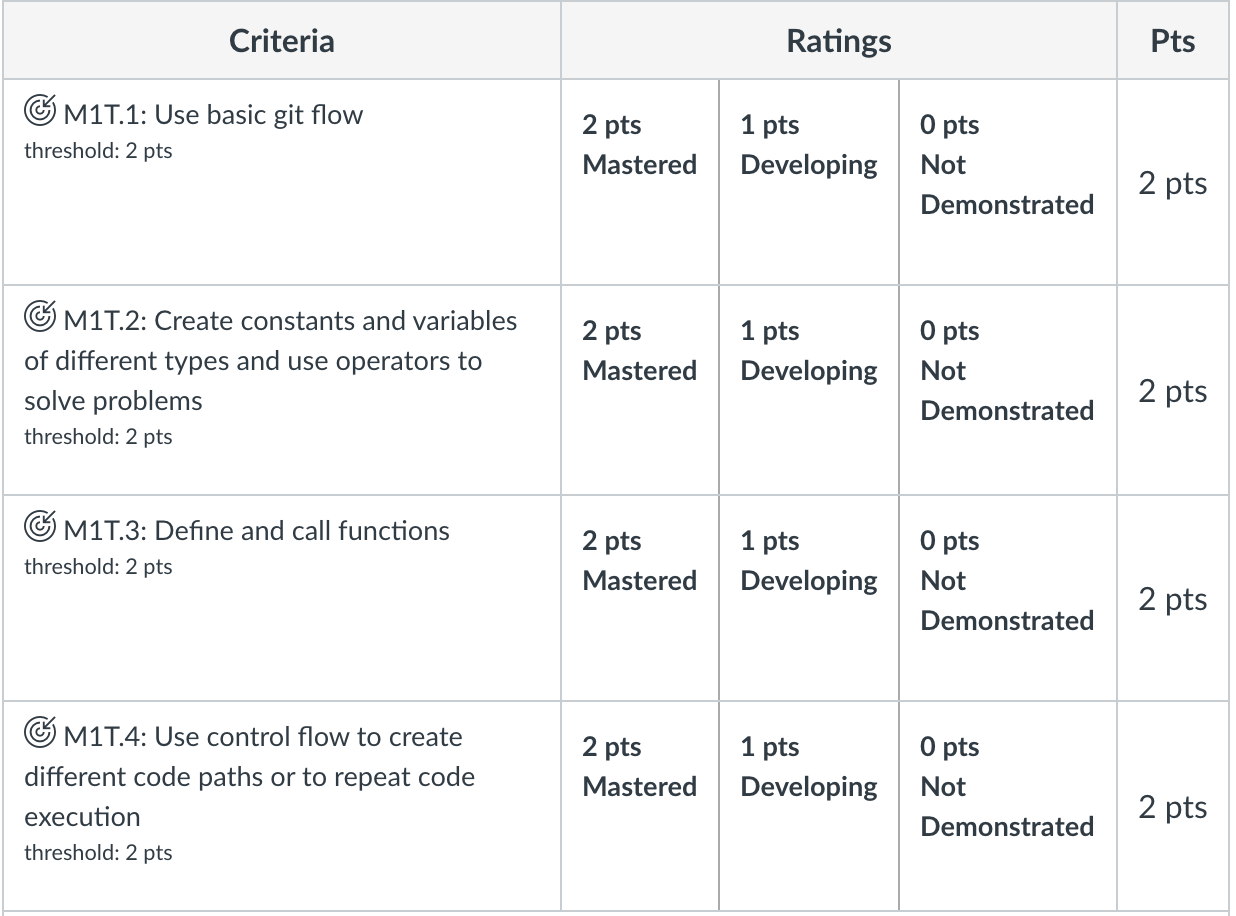 Criteria Ratings Pts
M1T.1: Use basic git flow
threshold: 2 pts
2 pts
Mastered
1 pts
Developing
0 pts
Not
Demonstrated
2 pts
M1T.2: Create constants and variables
of different types and use operators to
solve problems
threshold: 2 pts
2 pts
Mastered
1 pts
Developing
0 pts
Not
Demonstrated
2 pts
M1T.3: Define and call functions
threshold: 2 pts
2 pts
Mastered
1 pts
Developing
0 pts
Not
Demonstrated
2 pts
M1T.4: Use control flow to create
different code paths or to repeat code
execution
threshold: 2 pts
2 pts
Mastered
1 pts
Developing
0 pts
Not
Demonstrated
2 pts